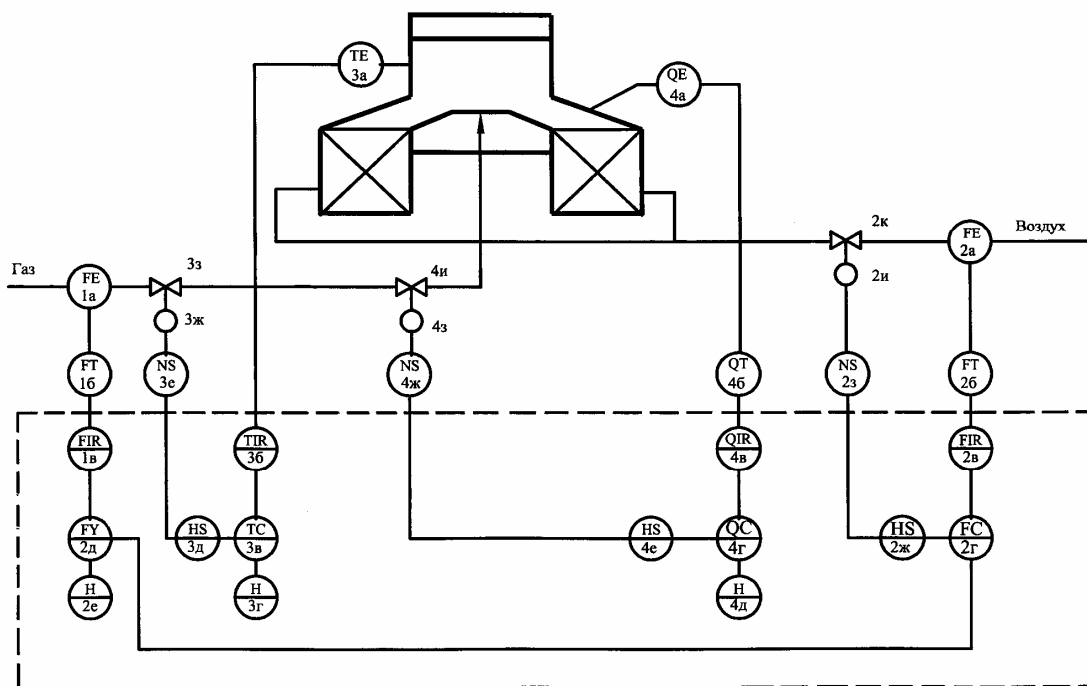 TE
3а
QE
4а
Газ
FE
1а
3з
3ж
4и
4з
2к
2и
FE
2а
Воздух
FT
1б
NS
3е
NS
4ж
QT
4б
NS
2з
FT
2б
FIR
1в
TIR
3б
QIR
4в
FIR
2в
FY
2д
HS
3д
TC
3в
HS
4е
QC
4г
HS
2ж
FC
2г
H
2е
H
3г
H
4д